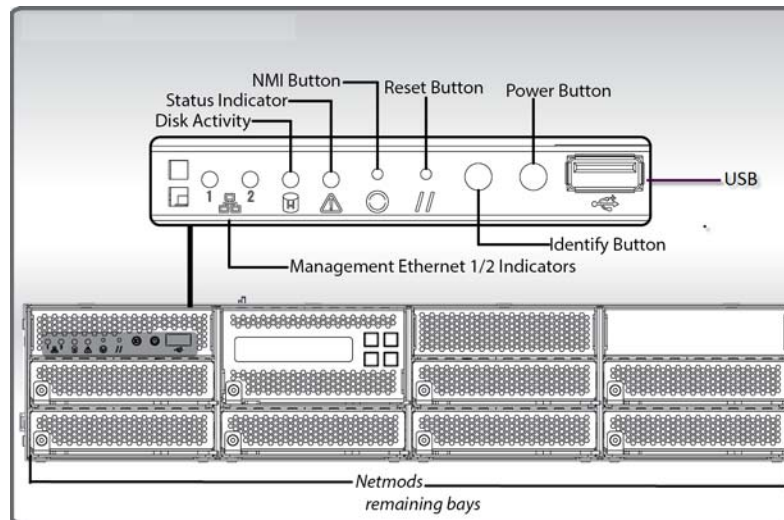 NMI Button
Reset Button
Power Button
Status Indicator
Disk Activity
USB
1 2
Identify Button
Management Ethernet 1/2 Indicators
Netmods
remaining bays